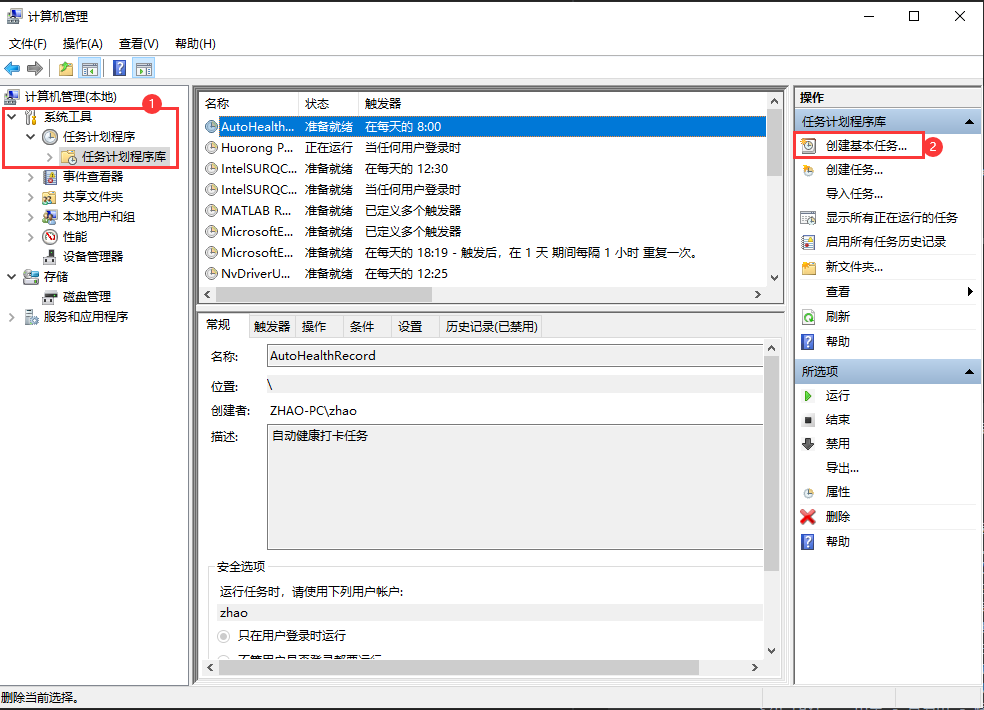 计算机管理
文件(F) 操作(A) 查看(V) 帮助(H)
计算机管理(本地)
1
系统工具
任务计划程序
任务计划程序库
事件查看器
共享文件夹
本地用户和组
性能
设备管理器
存储
磁盘管理
服务和应用程序
名称 状态 触发器
AutoHealth... 准备就绪 在每天的 8:00
Huorong P... 正在运行 当任何用户登录时
IntelSURQC... 准备就绪 在每天的 12:30
IntelSURQC... 准备就绪 当任何用户登录时
MATLAB R... 准备就绪 已定义多个触发器
MicrosoftE... 准备就绪 已定义多个触发器
MicrosoftE... 准备就绪 在每天的 18:19 - 触发后，在 1 天 期间每隔 1 小时 重复一次。
NvDriverU... 准备就绪 在每天的 12:25
常规 触发器 操作 条件 设置 历史记录(已禁用)
名称: AutoHealthRecord
位置: \
创建者: ZHAO-PC\zhao
描述: 自动健康打卡任务
安全选项
运行任务时，请使用下列用户帐户:
zhao
只在用户登录时运行
不管用户是否登录都要运行
操作
任务计划程序库
创建基本任务...
2
创建任务...
导入任务...
显示所有正在运行的任务
启用所有任务历史记录
新文件夹...
查看
刷新
帮助
所选项
运行
结束
禁用
导出...
属性
删除
帮助
删除当前选择。